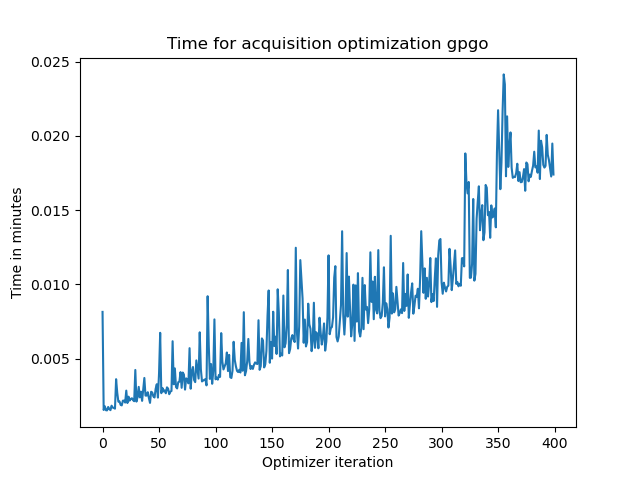 Time for acquisition optimization gpgo
0.025
0.020
0.015
0.010
0.005
Time in minutes
0 50 100 150 200 250 300 350 400
Optimizer iteration